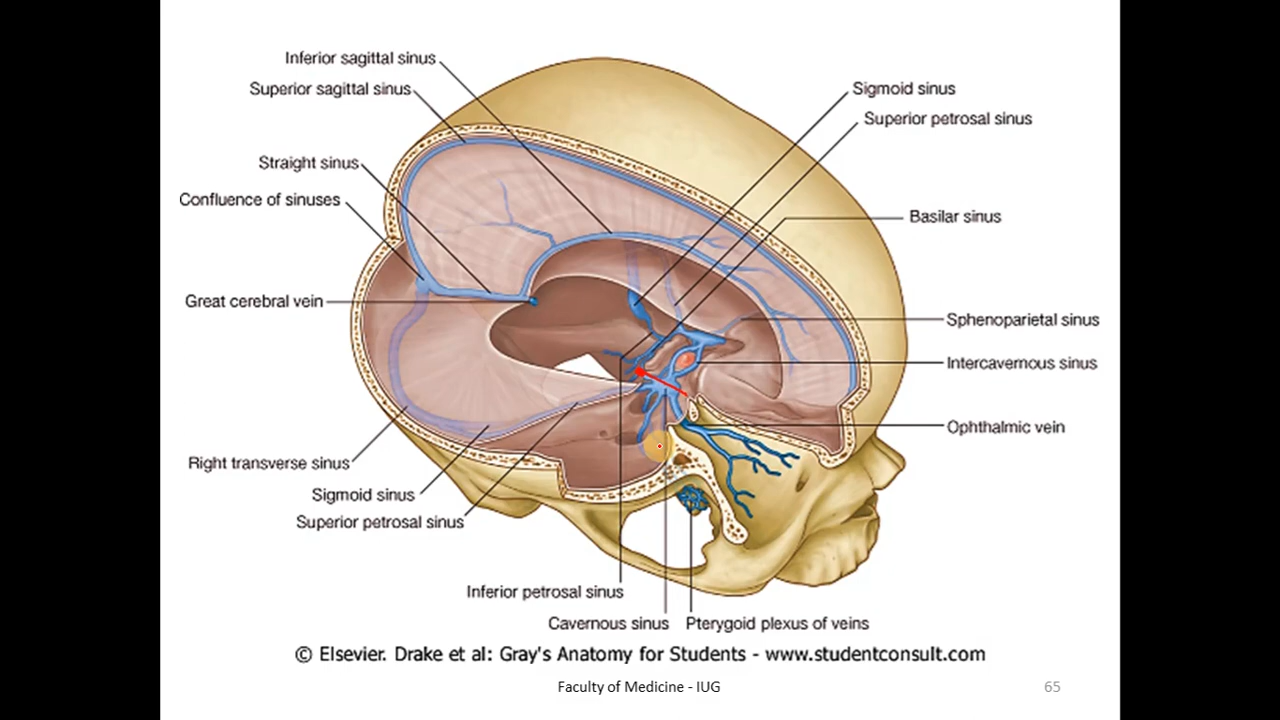 Inferior sagittal sinus
Superior sagittal sinus
Straight sinus
Confluence of sinuses
Great cerebral vein
Right transverse sinus
Sigmoid sinus
Superior petrosal sinus
Inferior petrosal sinus
Cavernous sinus
Pterygoid plexus of veins
Sigmoid sinus
Superior petrosal sinus
Basilar sinus
Sphenoparietal sinus
Intercavernous sinus
Ophthalmic vein
© Elsevier. Drake et al: Gray's Anatomy for Students - www.studentconsult.com
Faculty of Medicine - IUG
65